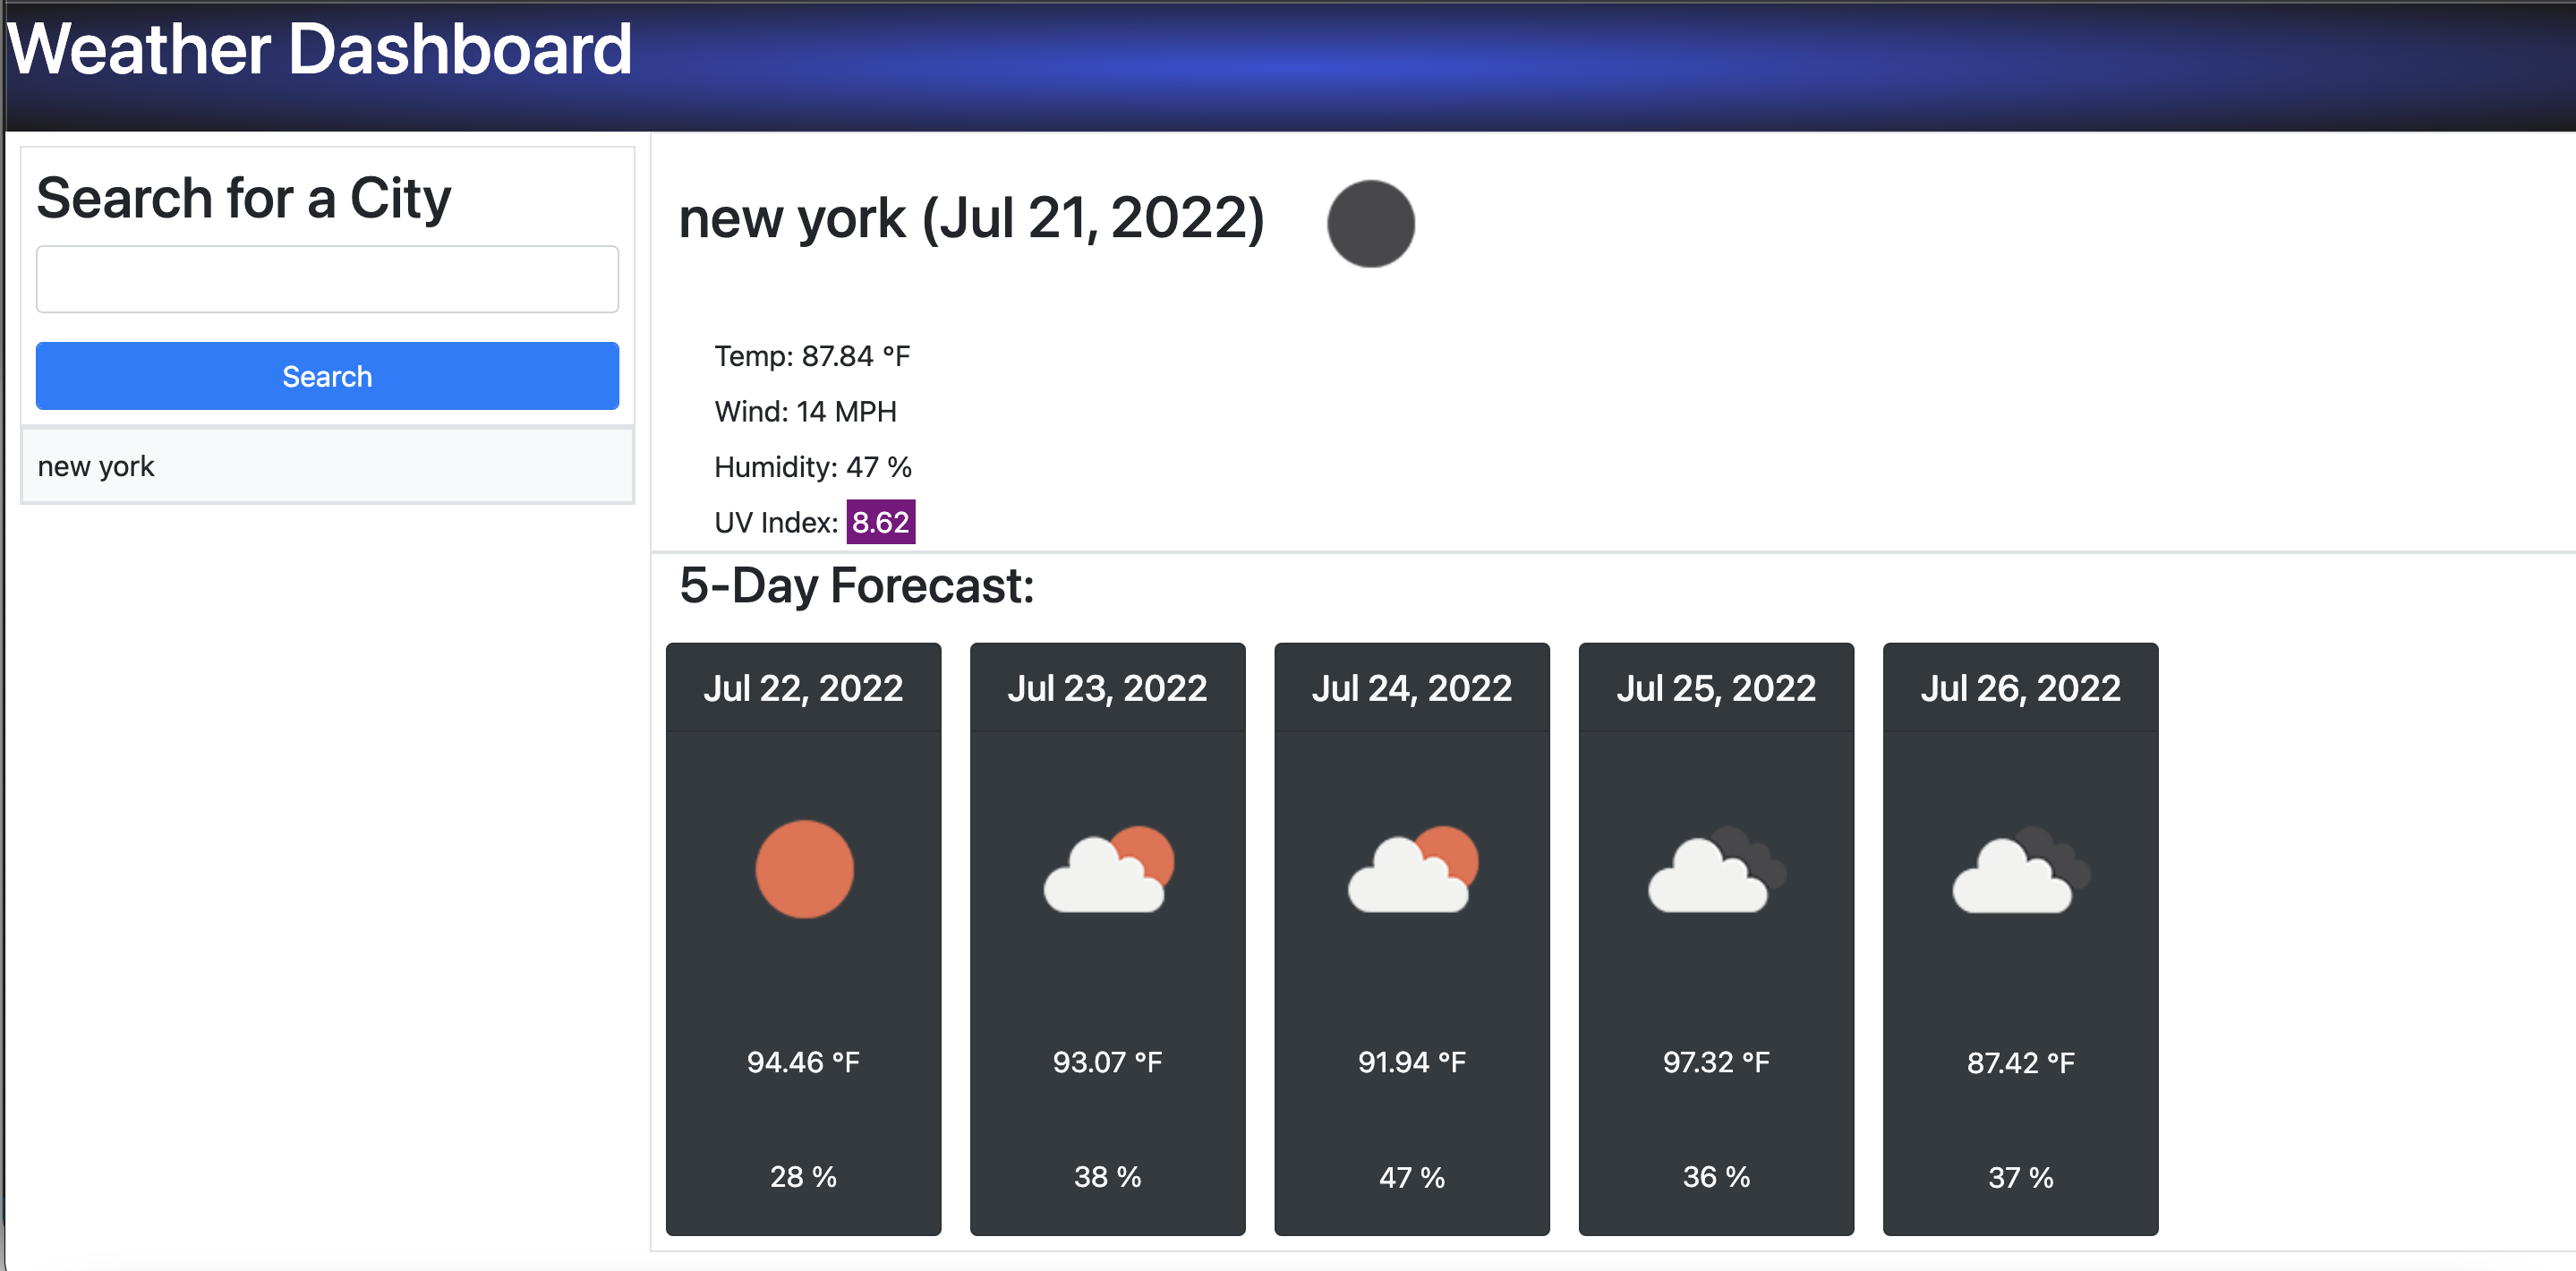 Weather Dashboard
Search for a City
Search
new york
new york (Jul 21, 2022)
Temp: 87.84 °F
Wind: 14 MPH
Humidity: 47 %
UV Index: 8.62
5-Day Forecast:
Jul 22, 2022
94.46 °F
28 %
Jul 23, 2022
93.07 °F
38 %
Jul 24, 2022
91.94 °F
47 %
Jul 25, 2022
97.32 °F
36 %
Jul 26, 2022
87.42 °F
37 %